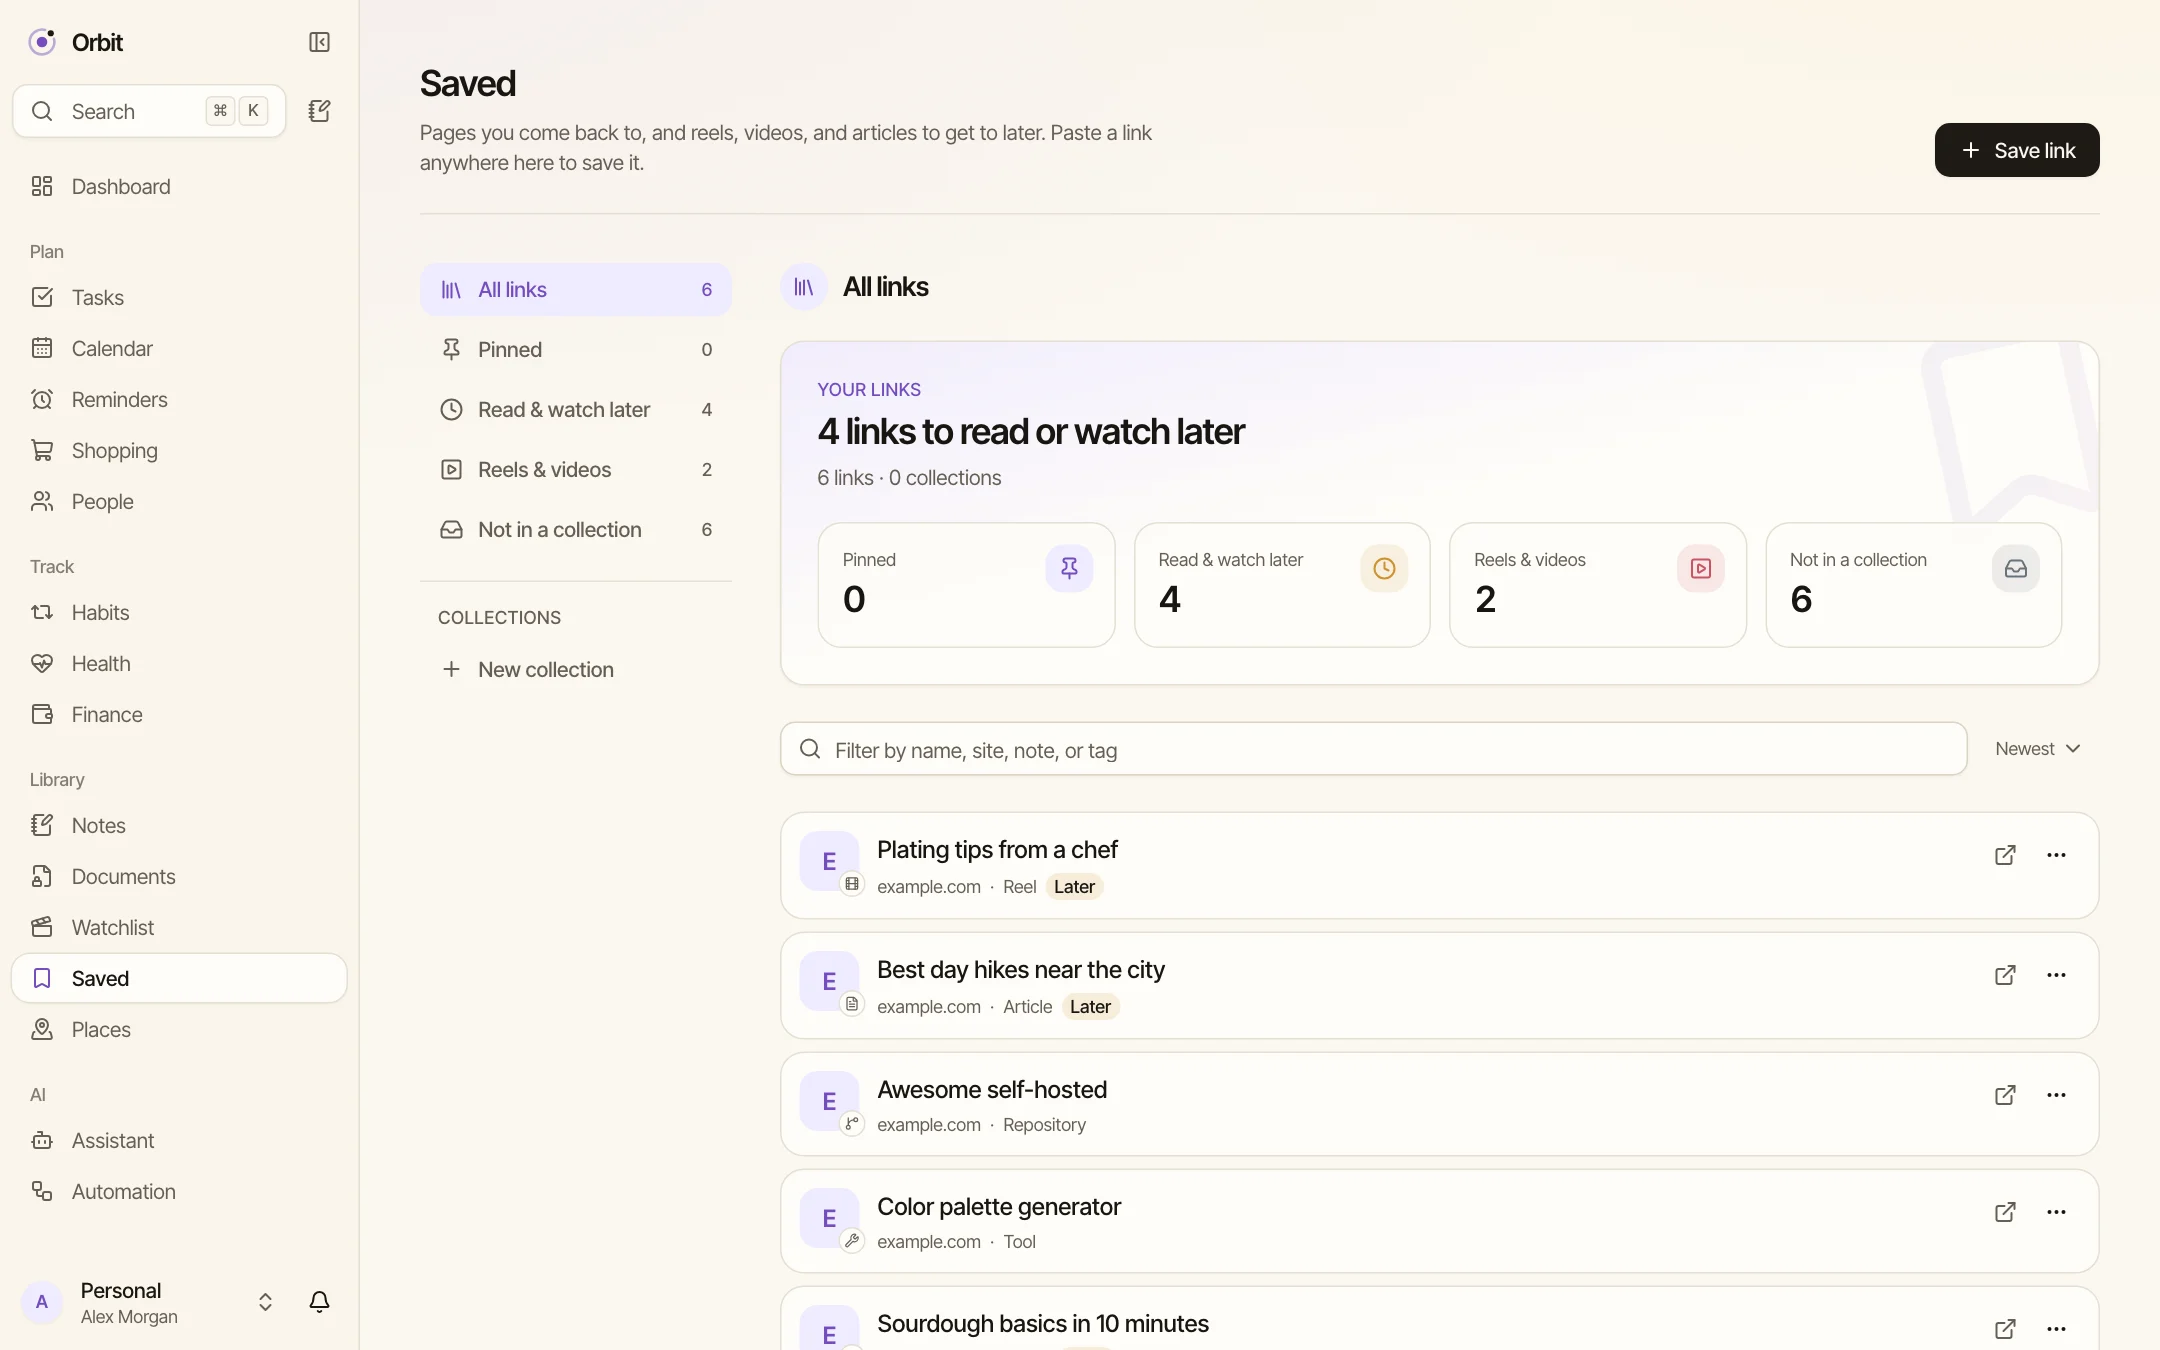 Orbit
Search ⌘ K
Dashboard
Plan
Tasks
Calendar
Reminders
Shopping
People
Track
Habits
Health
Finance
Library
Notes
Documents
Watchlist
Saved
Places
AI
Assistant
Automation
A
Personal
Alex Morgan
Saved
Pages you come back to, and reels, videos, and articles to get to later. Paste a link
anywhere here to save it.
Save link
All links 6
Pinned 0
Read & watch later 4
Reels & videos 2
Not in a collection 6
COLLECTIONS
New collection
All links
YOUR LINKS
4 links to read or watch later
6 links · 0 collections
Pinned
0
Read & watch later
4
Reels & videos
2
Not in a collection
6
Filter by name, site, note, or tag
Newest
E
Plating tips from a chef
example.com · Reel Later
E
Best day hikes near the city
example.com · Article Later
E
Awesome self-hosted
example.com · Repository
E
Color palette generator
example.com · Tool
E
Sourdough basics in 10 minutes